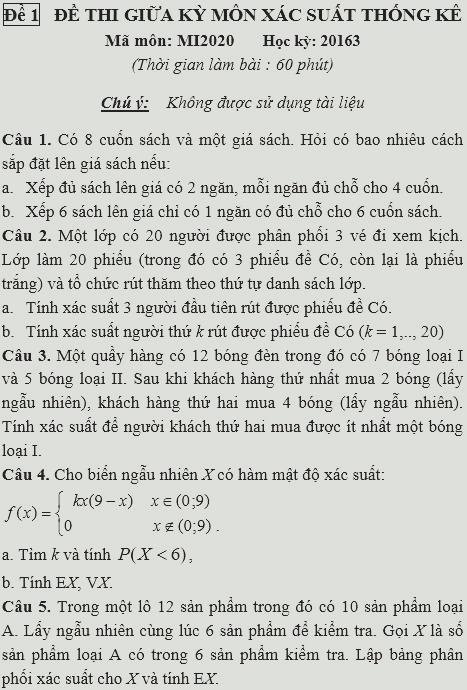 Đề 1 ĐỀ THI GIỮA KỲ MÔN XÁC SUẤT THỐNG KÊ
Mã môn: MI2020 Học kỳ: 20163
(Thời gian làm bài : 60 phút)
Chú ý: Không được sử dụng tài liệu
Câu 1. Có 8 cuốn sách và một giá sách. Hỏi có bao nhiêu cách
sắp đặt lên giá sách nếu:
a. Xếp đủ sách lên giá có 2 ngăn, mỗi ngăn đủ chỗ cho 4 cuốn.
b. Xếp 6 sách lên giá chỉ có 1 ngăn có đủ chỗ cho 6 cuốn sách.
Câu 2. Một lớp có 20 người được phân phối 3 vé đi xem kịch.
Lớp làm 20 phiếu (trong đó có 3 phiếu đề Có, còn lại là phiếu
trắng) và tổ chức rút thăm theo thứ tự danh sách lớp.
a. Tính xác suất 3 người đầu tiên rút được phiếu đề Có.
b. Tính xác suất người thứ k rút được phiếu đề Có (k = 1,.., 20)
Câu 3. Một quầy hàng có 12 bóng đèn trong đó có 7 bóng loại I
và 5 bóng loại II. Sau khi khách hàng thứ nhất mua 2 bóng (lấy
ngẫu nhiên), khách hàng thứ hai mua 4 bóng (lấy ngẫu nhiên).
Tính xác suất để người khách thứ hai mua được ít nhất một bóng
loại I.
Câu 4. Cho biến ngẫu nhiên X có hàm mật độ xác suất:
f(x) = { kx(9 − x) x ∈ (0;9)
0 x ∉ (0;9) .
a. Tìm k và tính P(X < 6),
b. Tính EX, VX.
Câu 5. Trong một lô 12 sản phẩm trong đó có 10 sản phẩm loại
A. Lấy ngẫu nhiên cùng lúc 6 sản phẩm để kiểm tra. Gọi X là số
sản phẩm loại A có trong 6 sản phẩm kiểm tra. Lập bảng phân
phối xác suất cho X và tính EX.